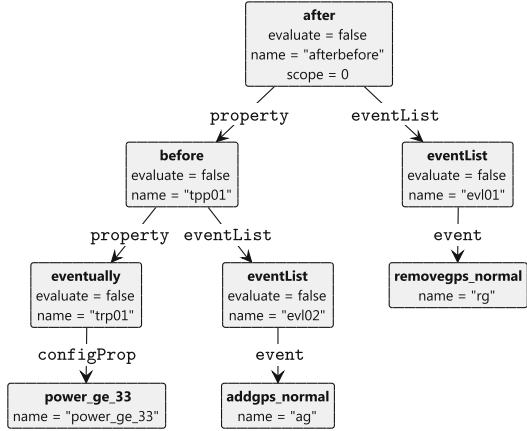 after
evaluate = false
name = "afterbefore"
scope = 0
property
eventList
before
evaluate = false
name = "tpp01"
eventList
evaluate = false
name = "evl01"
property
eventList
event
eventually
evaluate = false
name = "trp01"
eventList
evaluate = false
name = "evl02"
removegps_normal
name = "rg"
configProp
event
power_ge_33
name = "power_ge_33"
addgps_normal
name = "ag"